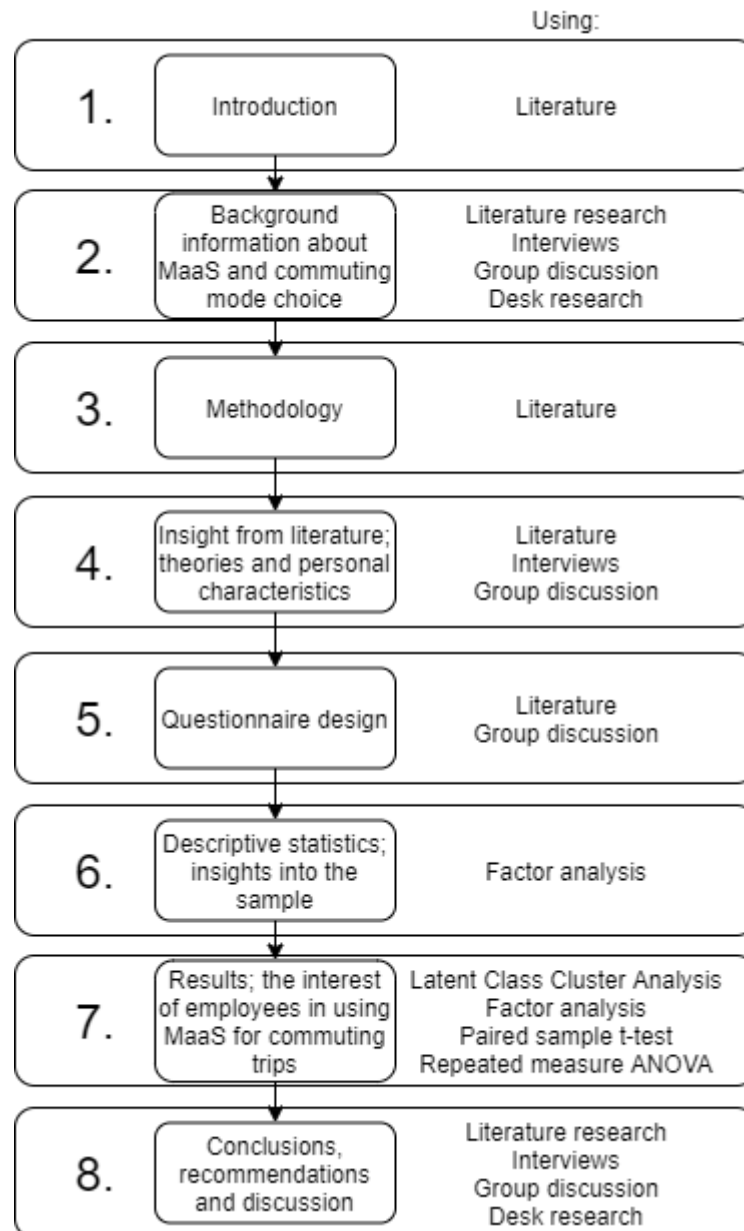 Using:
1.
Introduction
Literature
2.
Background
information about
MaaS and commuting
mode choice
Literature research
Interviews
Group discussion
Desk research
3.
Methodology
Literature
4.
Insight from literature;
theories and personal
characteristics
Literature
Interviews
Group discussion
5.
Questionnaire design
Literature
Group discussion
6.
Descriptive statistics;
insights into the
sample
Factor analysis
7.
Results; the interest
of employees in using
MaaS for commuting
trips
Latent Class Cluster Analysis
Factor analysis
Paired sample t-test
Repeated measure ANOVA
8.
Conclusions,
recommendations
and discussion
Literature research
Interviews
Group discussion
Desk research